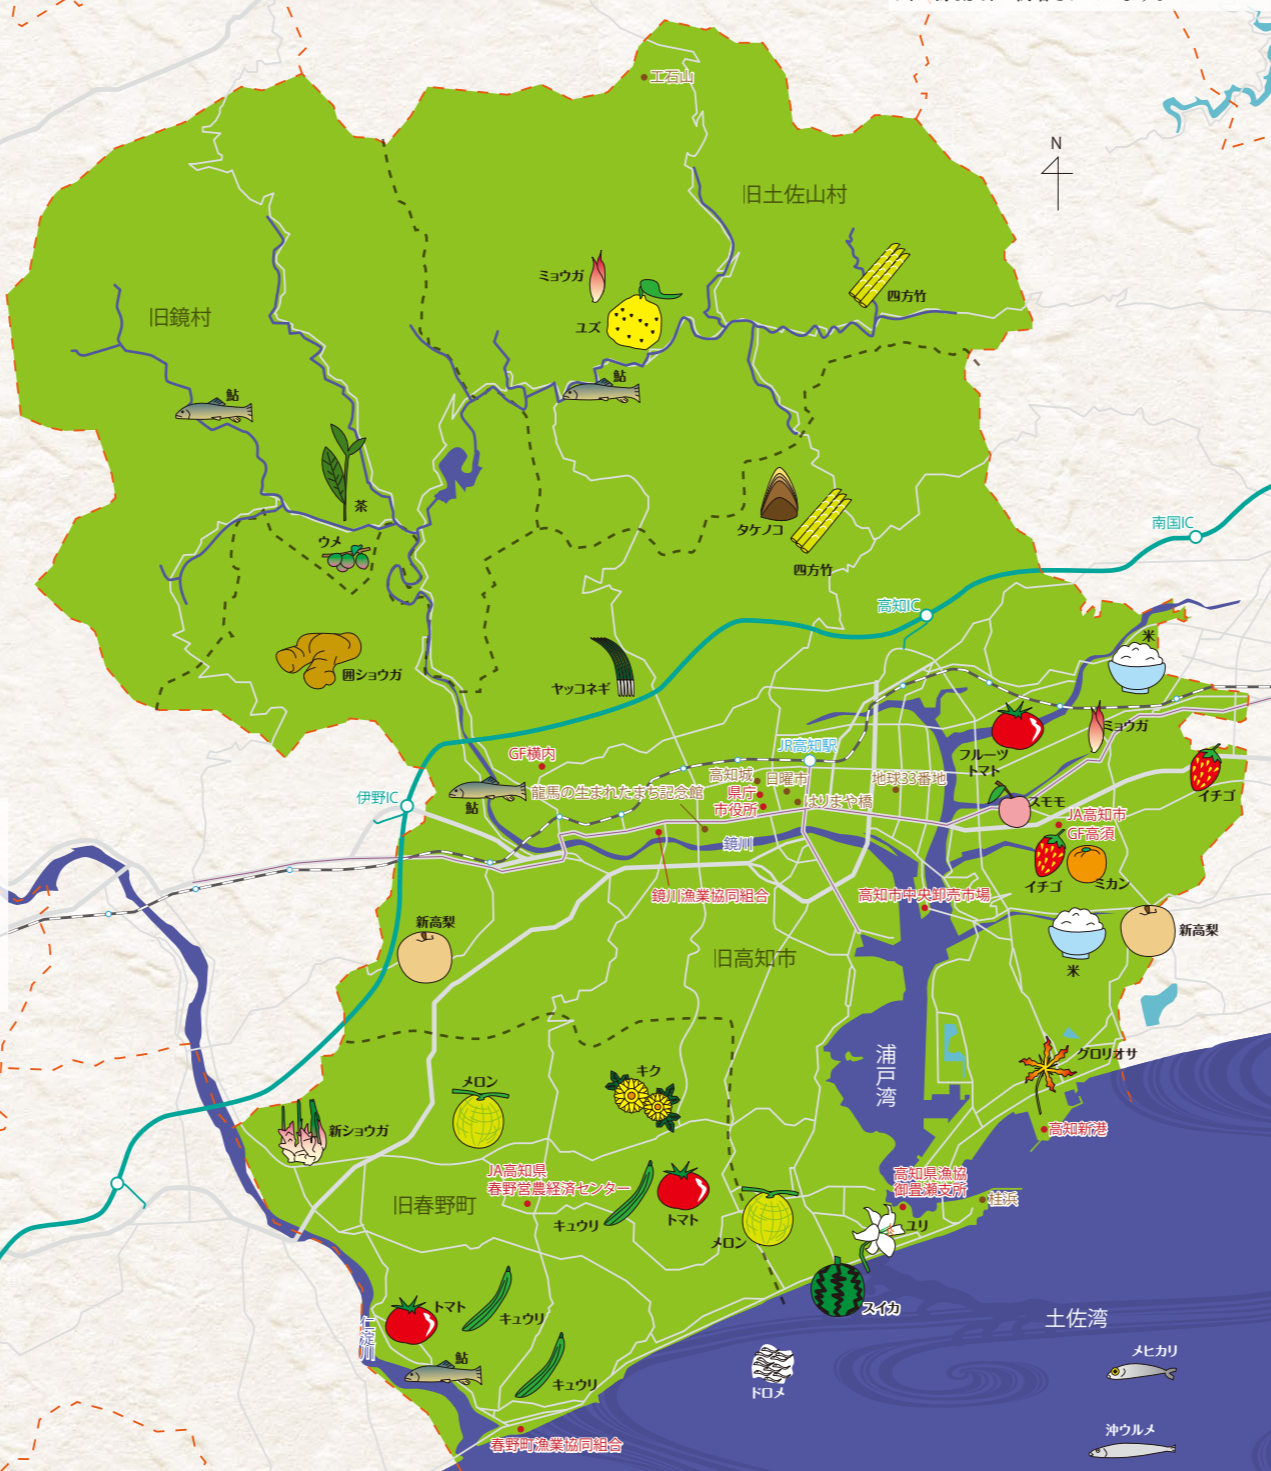 工石山
N
旧土佐山村
ミョウガ
四方竹
ユズ
旧鏡村
鮎
鮎
茶
タケノコ
四方竹
南国IC
ウメ
高知IC
米
囲ショウガ
ヤッコネギ
ミョウガ
JR高知駅
GF横内
フルーツ
トマト
高知城
日曜市
地球33番地
龍馬の生まれたまち記念館
県庁
市役所
はりまや橋
イチゴ
伊野IC
鮎
スモモ
JA高知市
GF高須
鏡川
イチゴ
ミカン
鏡川漁業協同組合
高知市中央卸売市場
新高梨
新高梨
旧高知市
米
浦戸湾
グロリオサ
キク
メロン
新ショウガ
高知新港
JA高知県
春野営農経済センター
高知県漁協
御畳瀬支所
桂浜
旧春野町
キュウリ
トマト
ユリ
メロン
トマト
キュウリ
スイカ
土佐湾
仁淀川
鮎
メヒカリ
キュウリ
ドロメ
沖ウルメ
春野町漁業協同組合